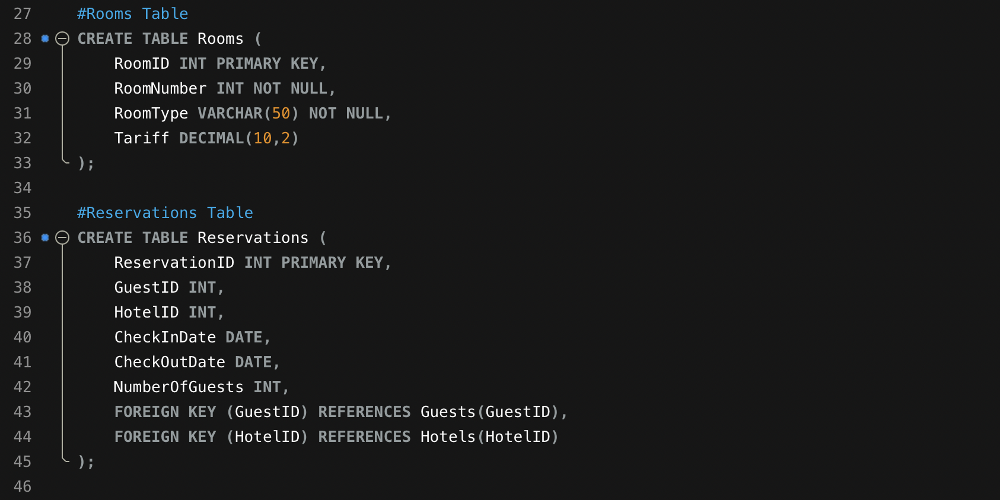 27 #Rooms Table
28 CREATE TABLE Rooms (
29     RoomID INT PRIMARY KEY,
30     RoomNumber INT NOT NULL,
31     RoomType VARCHAR(50) NOT NULL,
32     Tariff DECIMAL(10,2)
33 );
34
35 #Reservations Table
36 CREATE TABLE Reservations (
37     ReservationID INT PRIMARY KEY,
38     GuestID INT,
39     HotelID INT,
40     CheckInDate DATE,
41     CheckOutDate DATE,
42     NumberOfGuests INT,
43     FOREIGN KEY (GuestID) REFERENCES Guests(GuestID),
44     FOREIGN KEY (HotelID) REFERENCES Hotels(HotelID)
45 );
46